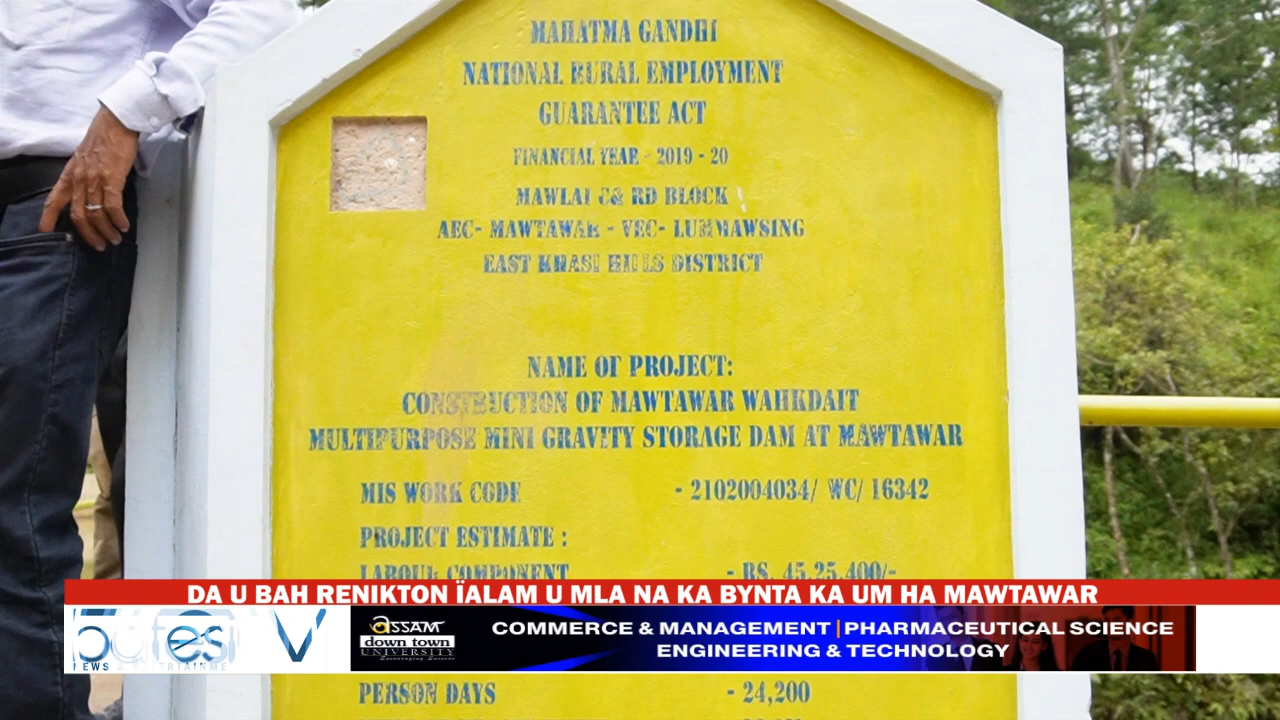 MAHATMA GANDHI
NATIONAL RURAL EMPLOYMENT
GUARANTEE ACT
FINANCIAL YEAR - 2019 - 20
MAWLAI C& RD BLOCK
AEC- MAWTAWAR - VEC- LUMMAWSING
EAST KHASI HILLS DISTRICT
NAME OF PROJECT:
CONSTRUCTION OF MAWTAWAR WAHKDAIT
MULTIPURPOSE MINI GRAVITY STORAGE DAM AT MAWTAWAR
MIS WORK CODE - 2102004034/ WC/ 16342
PROJECT ESTIMATE :
LABOUR COMPONENT - RS. 45,25,400/-
DA U BAH RENIKTON ÏALAM U MLA NA KA BYNTA KA UM HA MAWTAWAR
NEWS &
assam
down town
UNIVERSITY
Encouraging Success
COMMERCE & MANAGEMENT | PHARMACEUTICAL SCIENCE
ENGINEERING & TECHNOLOGY
PERSON DAYS - 24,200